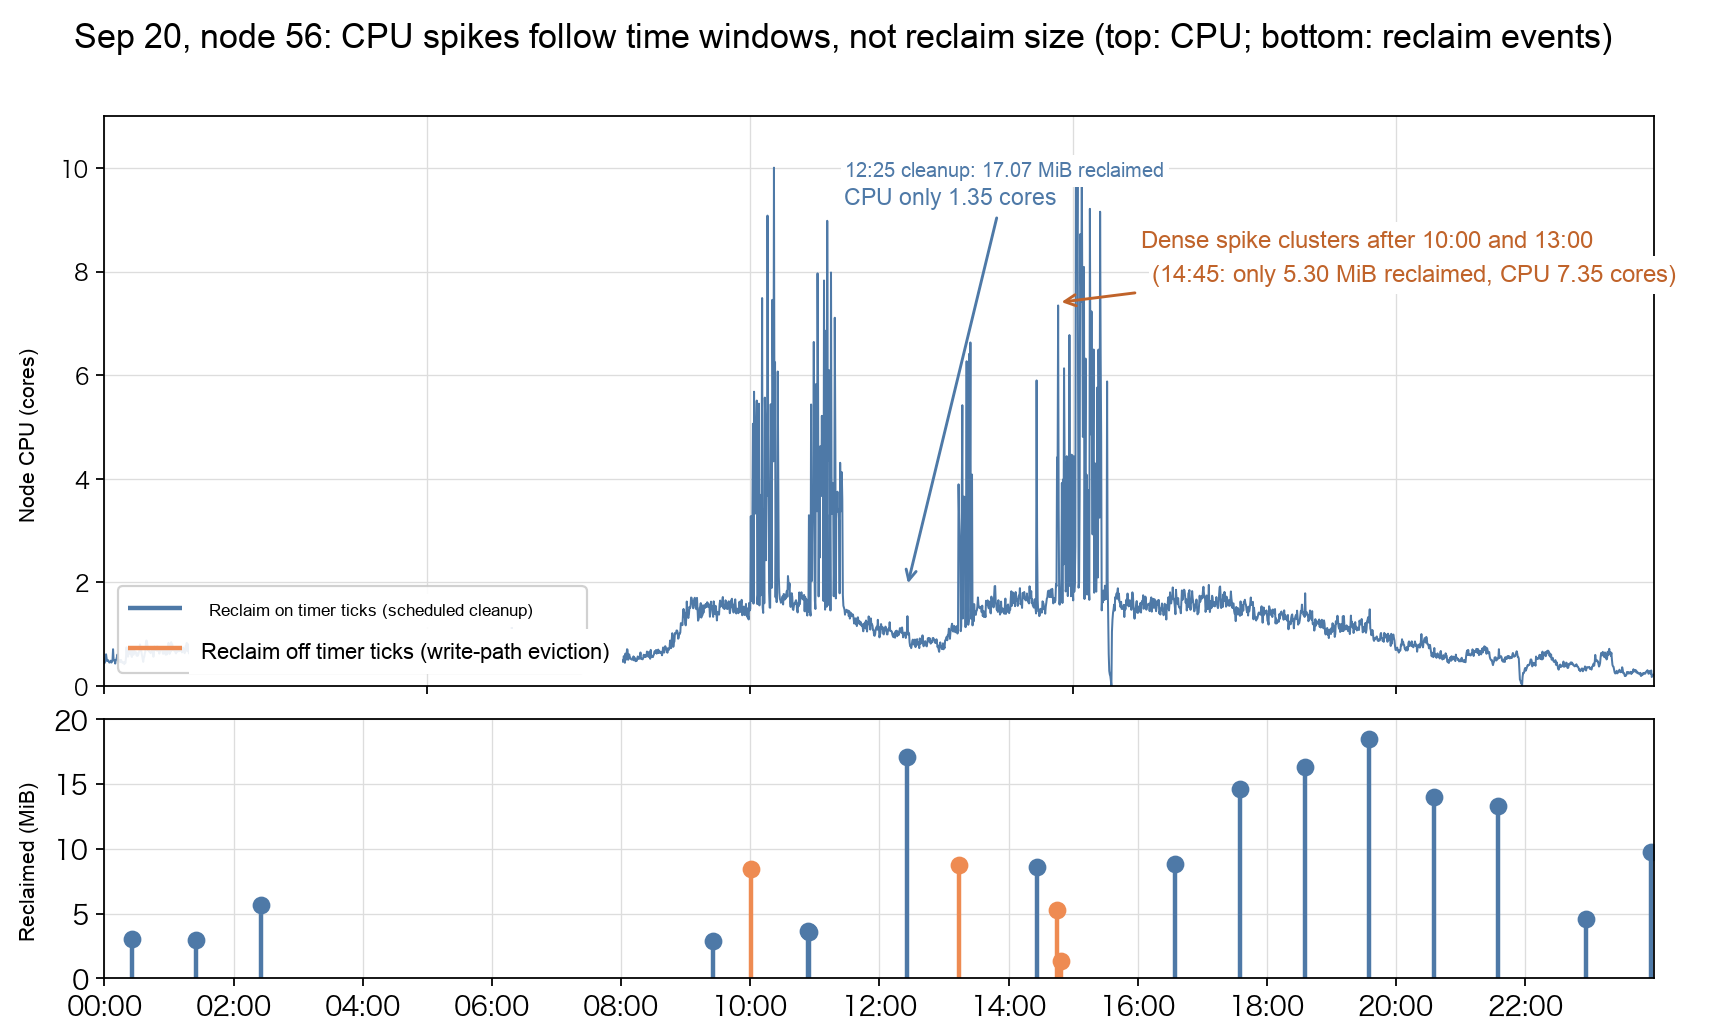 Sep 20, node 56: CPU spikes follow time windows, not reclaim size (top: CPU; bottom: reclaim events)
Node CPU (cores)
10
8
6
4
2
0
12:25 cleanup: 17.07 MiB reclaimed
CPU only 1.35 cores
Dense spike clusters after 10:00 and 13:00
(14:45: only 5.30 MiB reclaimed, CPU 7.35 cores)
Reclaim on timer ticks (scheduled cleanup)
Reclaim off timer ticks (write-path eviction)
Reclaimed (MiB)
20
15
10
5
0
00:00 02:00 04:00 06:00 08:00 10:00 12:00 14:00 16:00 18:00 20:00 22:00